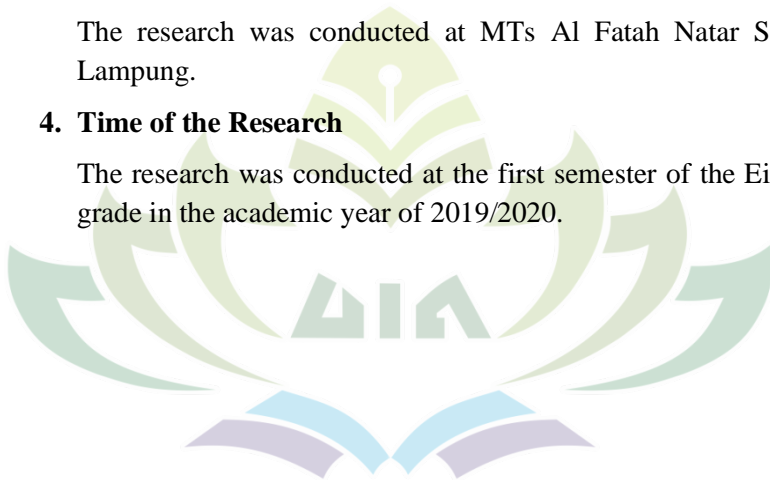 The research was conducted at MTs Al Fatah Natar S
Lampung.
4. Time of the Research
The research was conducted at the first semester of the Ei
grade in the academic year of 2019/2020.
UIN